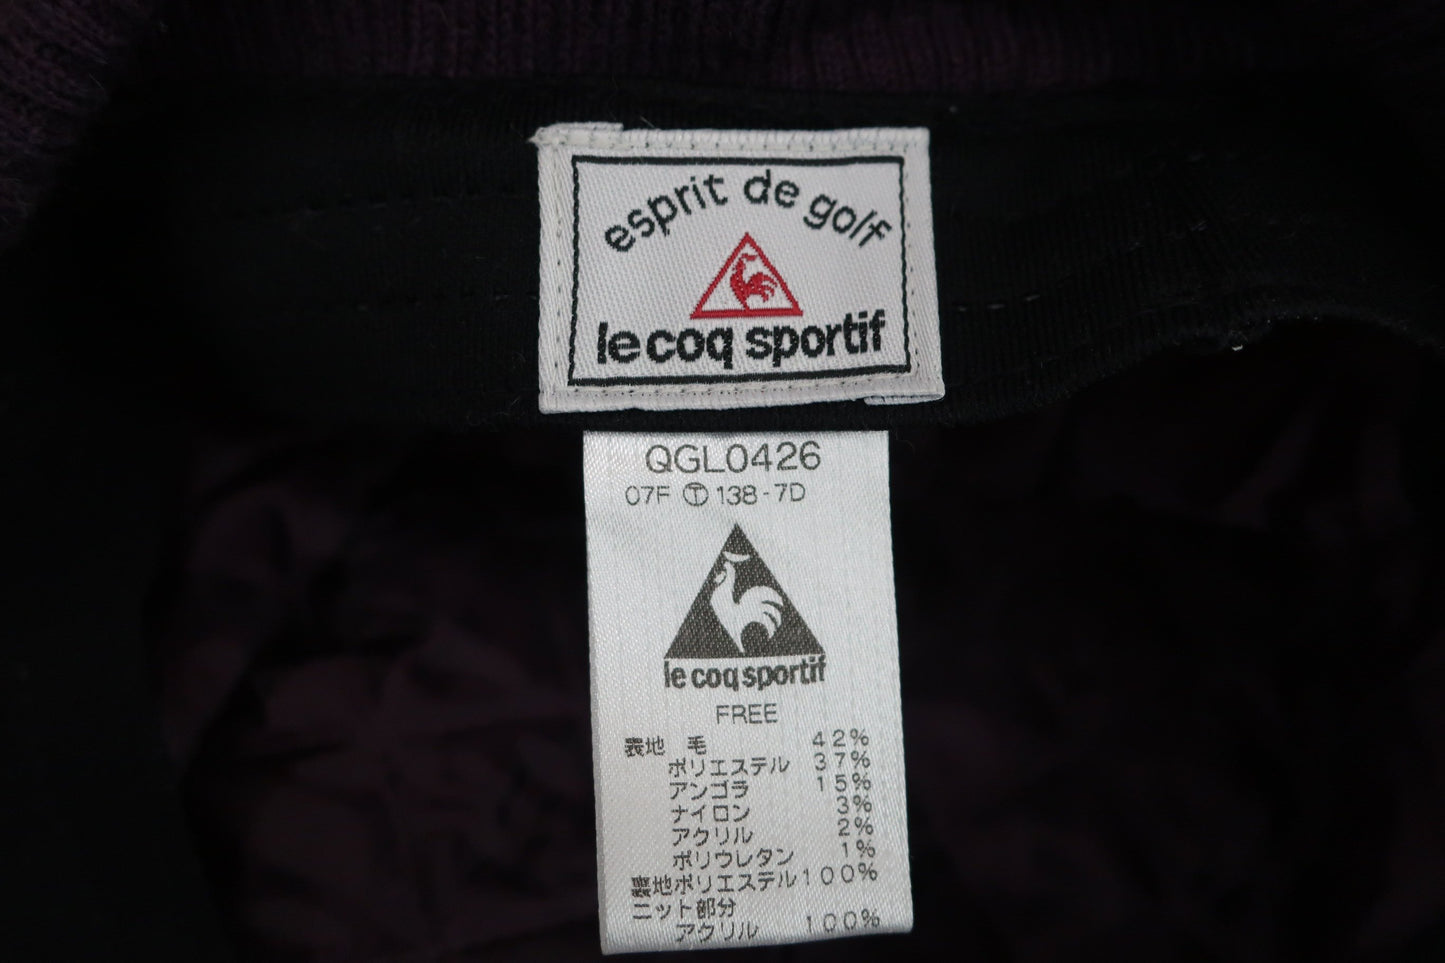 esprit de golf
le coq sportif
QGL0426
07F Ⓣ 138-7D
le coq sportif
FREE
表地 毛 42%
ポリエステル 37%
アンゴラ 15%
ナイロン 3%
アクリル 2%
ポリウレタン 1%
裏地ポリエステル100%
ニット部分
アクリル 100%